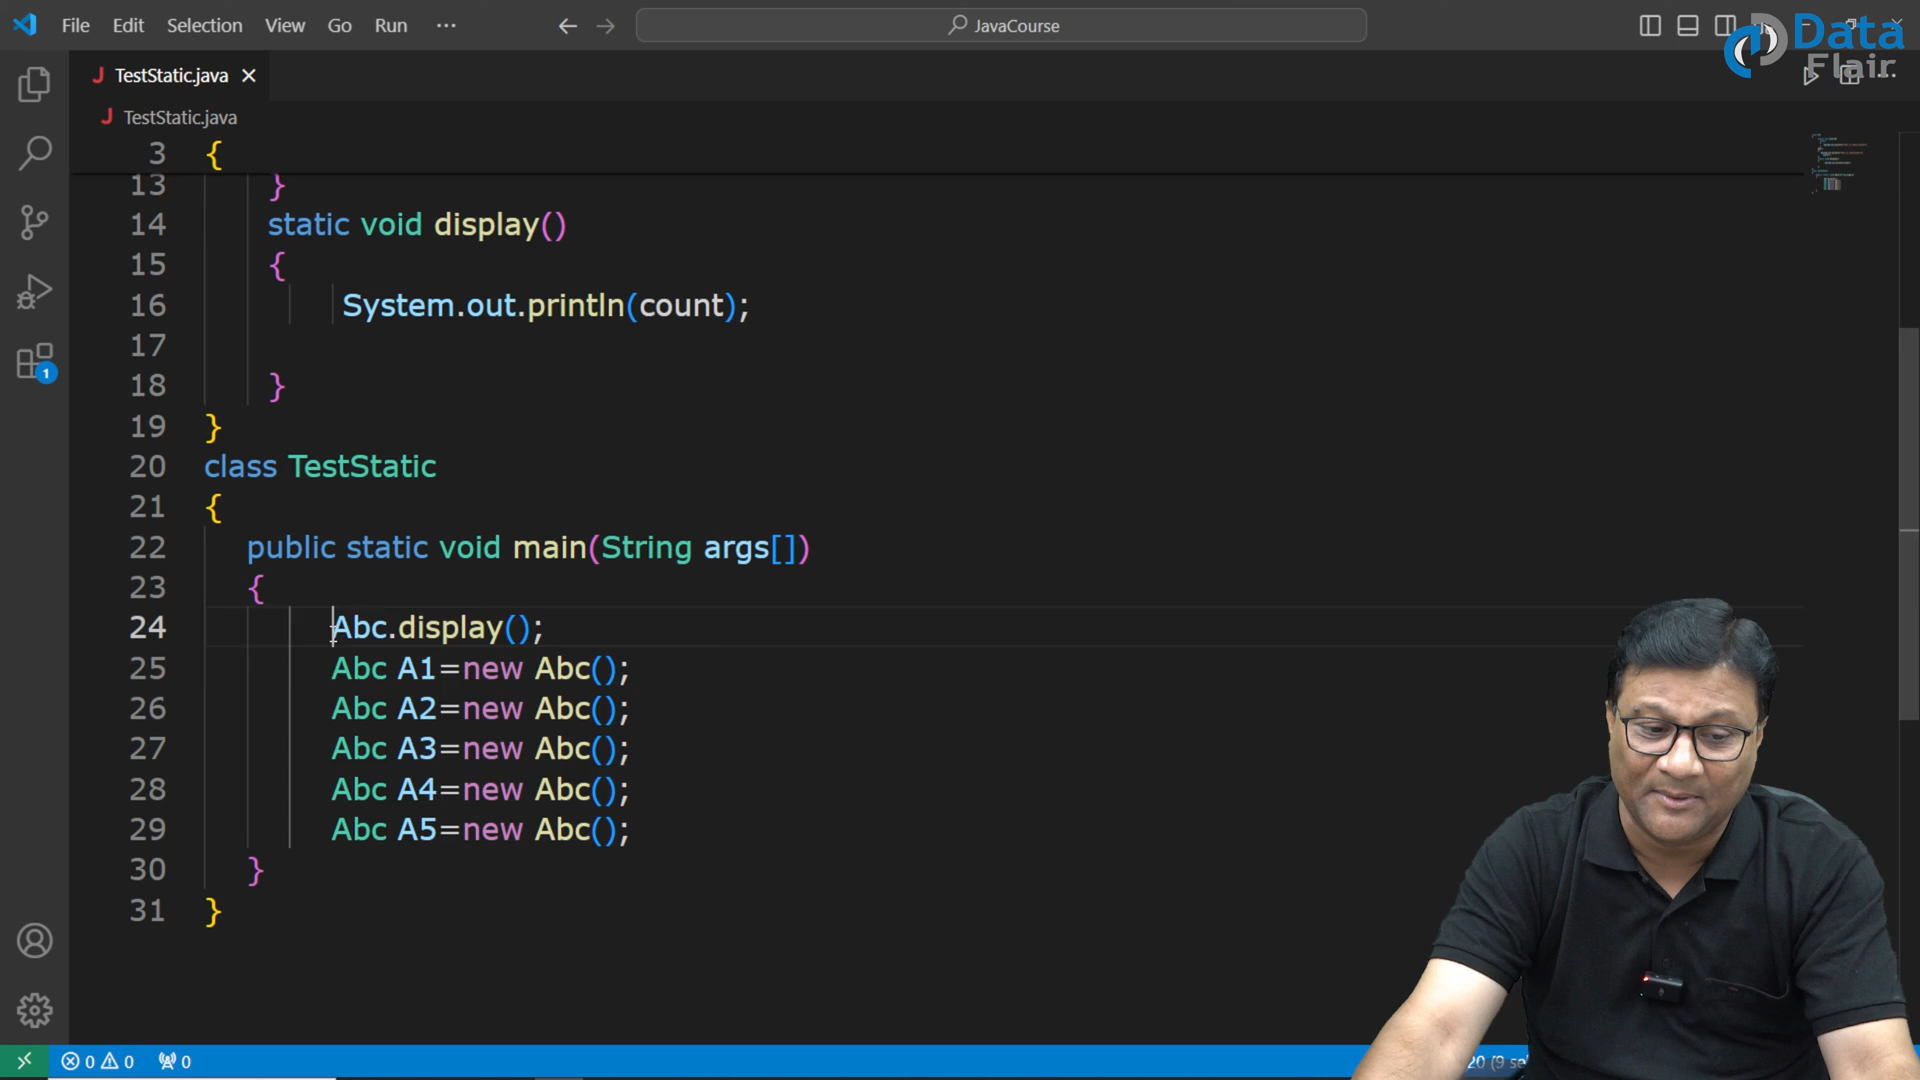 File Edit Selection View Go Run ··· JavaCourse
Data
Flair
TestStatic.java
TestStatic.java
3 {
13 }
14 static void display()
15 {
16 System.out.println(count);
17
18 }
19 }
20 class TestStatic
21 {
22 public static void main(String args[])
23 {
24 Abc.display();
25 Abc A1=new Abc();
26 Abc A2=new Abc();
27 Abc A3=new Abc();
28 Abc A4=new Abc();
29 Abc A5=new Abc();
30 }
31 }
1
0 0 0